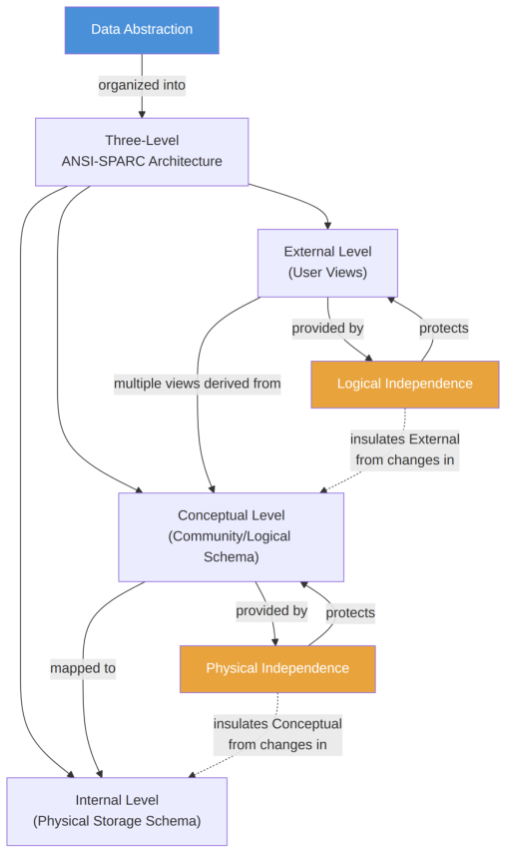 Data Abstraction
organized into
Three-Level
ANSI-SPARC Architecture
External Level
(User Views)
provided by
protects
multiple views derived from
Logical Independence
insulates External
from changes in
Conceptual Level
(Community/Logical
Schema)
provided by
protects
mapped to
Physical Independence
insulates Conceptual
from changes in
Internal Level
(Physical Storage Schema)